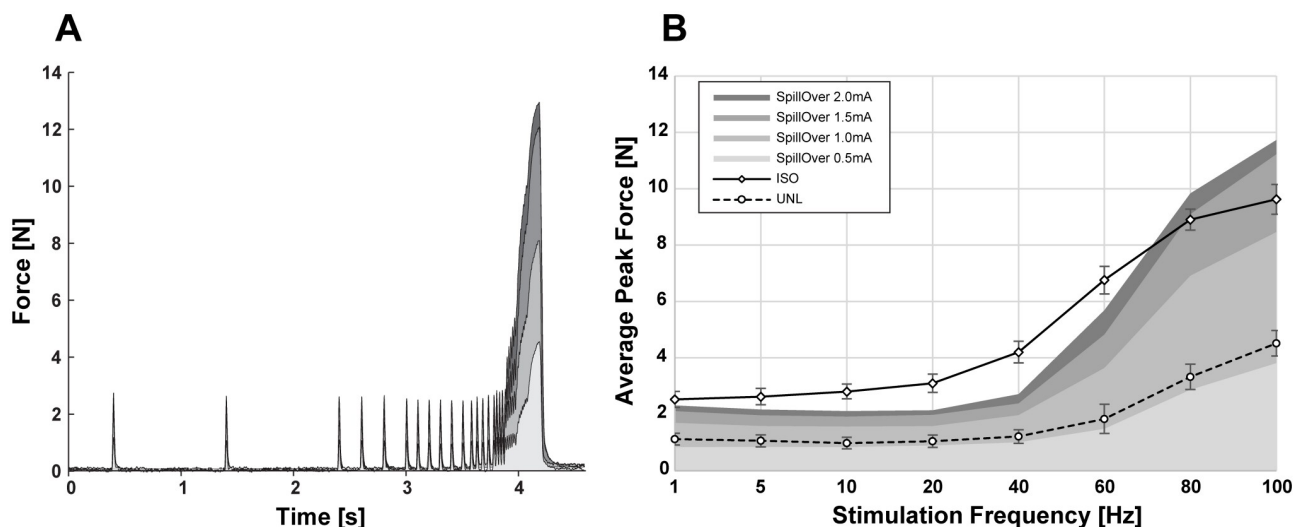 A
14
12
10
8
6
4
2
0
Force [N]
0 1 2 3 4
Time [s]
B
14
12
10
8
6
4
2
0
Average Peak Force [N]
SpillOver 2.0mA
SpillOver 1.5mA
SpillOver 1.0mA
SpillOver 0.5mA
ISO
UNL
1 5 10 20 40 60 80 100
Stimulation Frequency [Hz]